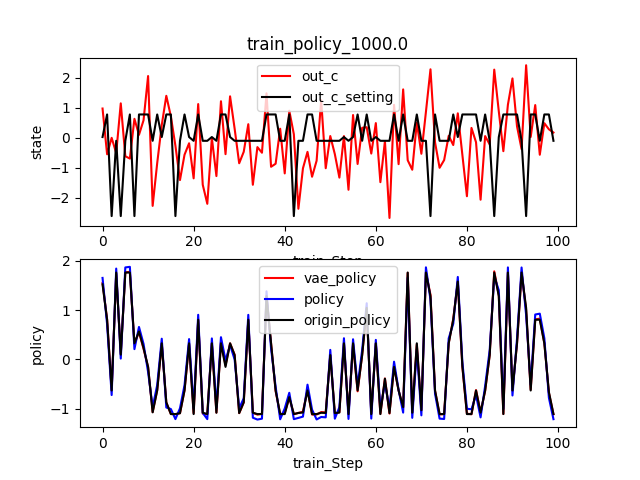 train_policy_1000.0
out_c
out_c_setting
2
1
0
−1
−2
state
0
20
40
60
80
100
train_Step
vae_policy
policy
origin_policy
2
1
0
−1
policy
0
20
40
60
80
100
train_Step